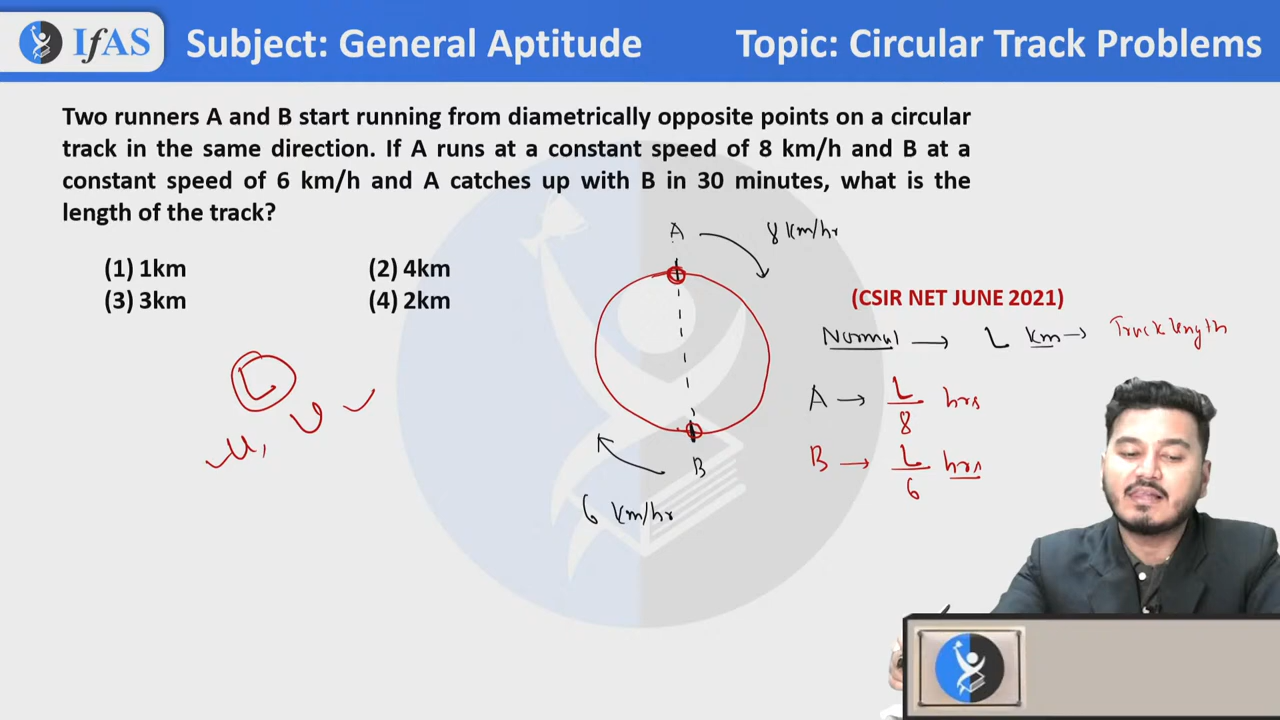 IfAS Subject: General Aptitude Topic: Circular Track Problems
Two runners A and B start running from diametrically opposite points on a circular
track in the same direction. If A runs at a constant speed of 8 km/h and B at a
constant speed of 6 km/h and A catches up with B in 30 minutes, what is the
length of the track?
(1) 1km (2) 4km
(3) 3km (4) 2km
(CSIR NET JUNE 2021)
A 8 km/hr
Normal → L km → Track length
A → L/8 hrs
B → L/6 hrs
L
u, v
B
6 km/hr